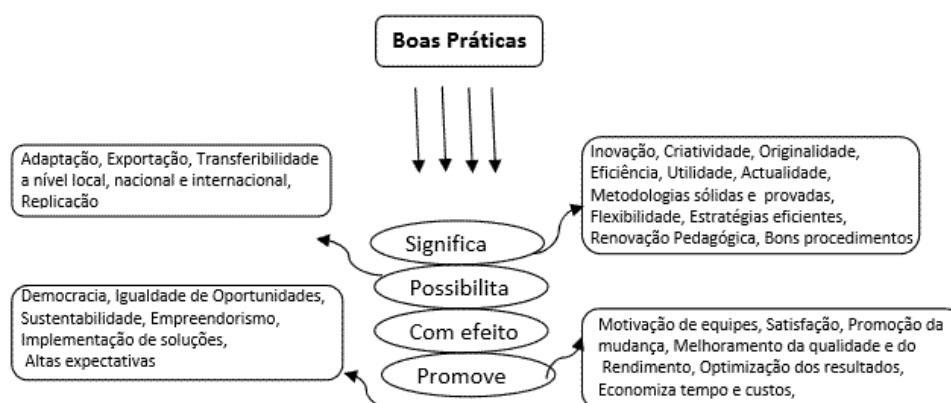 Boas Práticas
Adaptação, Exportação, Transferibilidade
a nível local, nacional e internacional,
Replicação
Inovação, Criatividade, Originalidade,
Eficiência, Utilidade, Actualidade,
Metodologias sólidas e provadas,
Flexibilidade, Estratégias eficientes,
Renovação Pedagógica, Bons procedimentos
Significa
Possibilita
Com efeito
Promove
Democracia, Igualdade de Oportunidades,
Sustentabilidade, Empreendorismo,
Implementação de soluções,
Altas expectativas
Motivação de equipes, Satisfação, Promoção da
mudança, Melhoramento da qualidade e do
Rendimento, Optimização dos resultados,
Economiza tempo e custos,